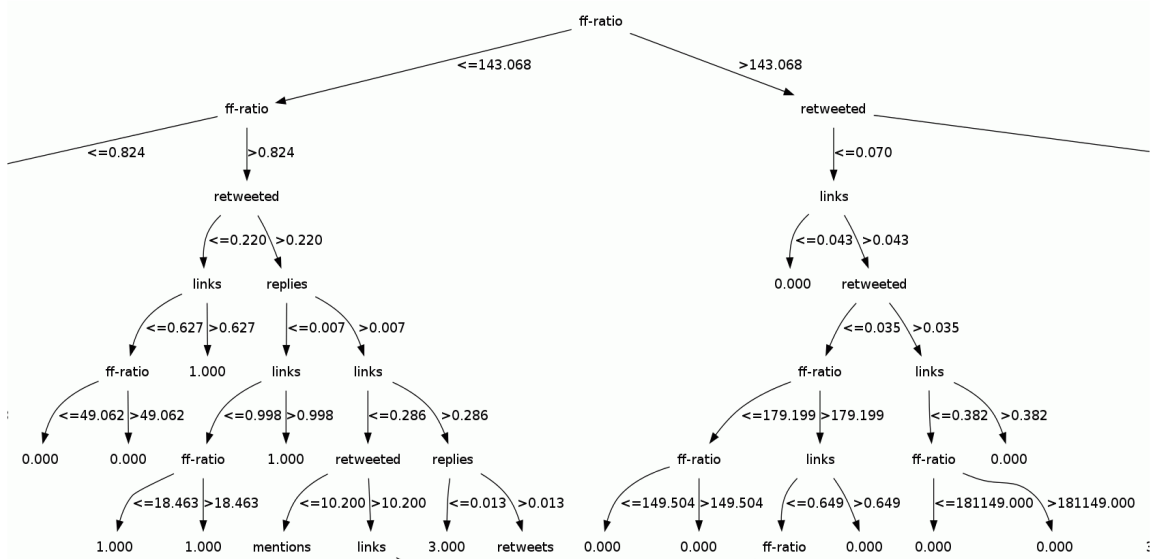 ff-ratio
<=143.068 >143.068
ff-ratio retweeted
<=0.824 >0.824 <=0.070
retweeted links
<=0.220 >0.220 <=0.043 >0.043
links replies 0.000 retweeted
<=0.627 >0.627 <=0.007 >0.007 <=0.035 >0.035
ff-ratio 1.000 links links ff-ratio links
<=49.062 >49.062 <=0.998 >0.998 <=0.286 >0.286 <=179.199 >179.199 <=0.382 >0.382
0.000 0.000 ff-ratio 1.000 retweeted replies ff-ratio links ff-ratio 0.000
<=18.463 >18.463 <=10.200 >10.200 <=0.013 >0.013 <=149.504 >149.504 <=0.649 >0.649 <=181149.000 >181149.000
1.000 1.000 mentions links 3.000 retweets 0.000 0.000 ff-ratio 0.000 0.000 0.000